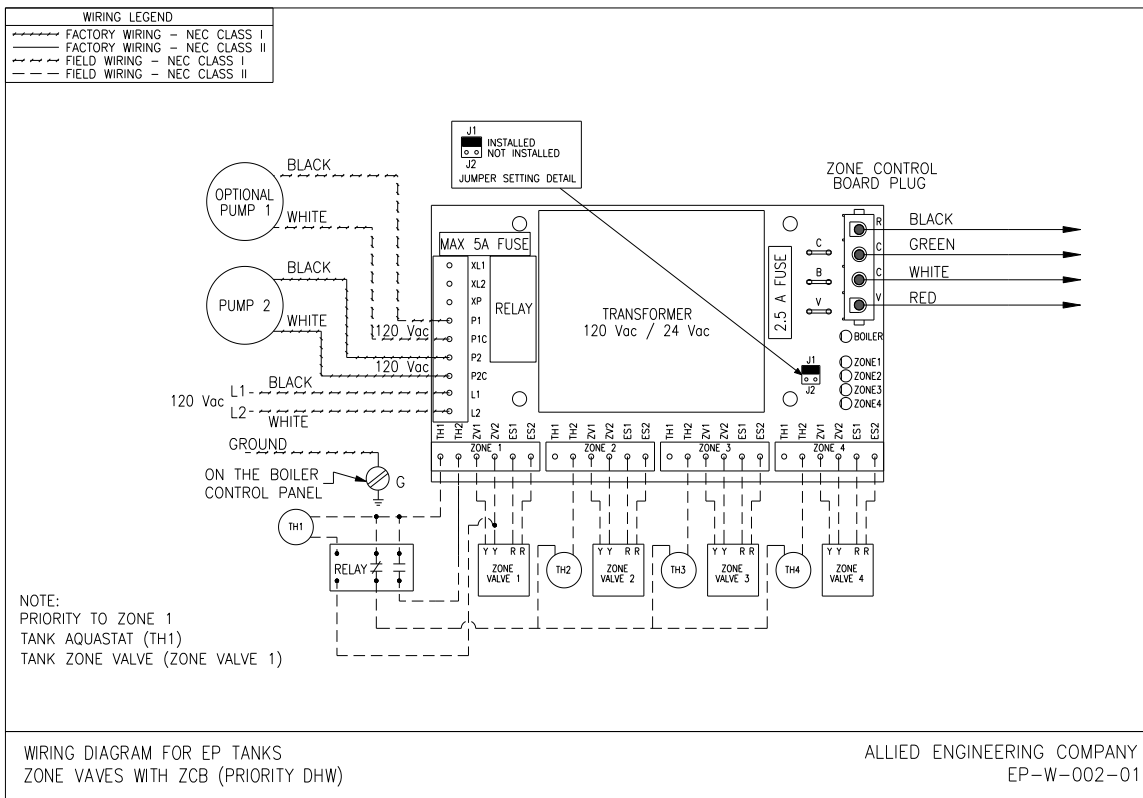 WIRING LEGEND
FACTORY WIRING - NEC CLASS I
FACTORY WIRING - NEC CLASS II
FIELD WIRING - NEC CLASS I
FIELD WIRING - NEC CLASS II
J1
INSTALLED
NOT INSTALLED
J2
JUMPER SETTING DETAIL
OPTIONAL
PUMP 1
BLACK
WHITE
PUMP 2
BLACK
WHITE
120 Vac
120 Vac
120 Vac
L1
BLACK
L2
WHITE
GROUND
ON THE BOILER
CONTROL PANEL
G
MAX 5A FUSE
XL1
XL2
XP
P1
P1C
P2
P2C
L1
L2
RELAY
TRANSFORMER
120 Vac / 24 Vac
2.5 A FUSE
C
B
V
ZONE CONTROL
BOARD PLUG
R
BLACK
C
GREEN
C
WHITE
V
RED
BOILER
ZONE1
ZONE2
ZONE3
ZONE4
J1
J2
TH1 TH2 ZV1 ZV2 ES1 ES2
ZONE 1
TH1 TH2 ZV1 ZV2 ES1 ES2
ZONE 2
TH1 TH2 ZV1 ZV2 ES1 ES2
ZONE 3
TH1 TH2 ZV1 ZV2 ES1 ES2
ZONE 4
TH1
RELAY
Y Y R R
ZONE
VALVE 1
TH2
Y Y R R
ZONE
VALVE 2
TH3
Y Y R R
ZONE
VALVE 3
TH4
Y Y R R
ZONE
VALVE 4
NOTE:
PRIORITY TO ZONE 1
TANK AQUASTAT (TH1)
TANK ZONE VALVE (ZONE VALVE 1)
WIRING DIAGRAM FOR EP TANKS
ZONE VAVES WITH ZCB (PRIORITY DHW)
ALLIED ENGINEERING COMPANY
EP-W-002-01